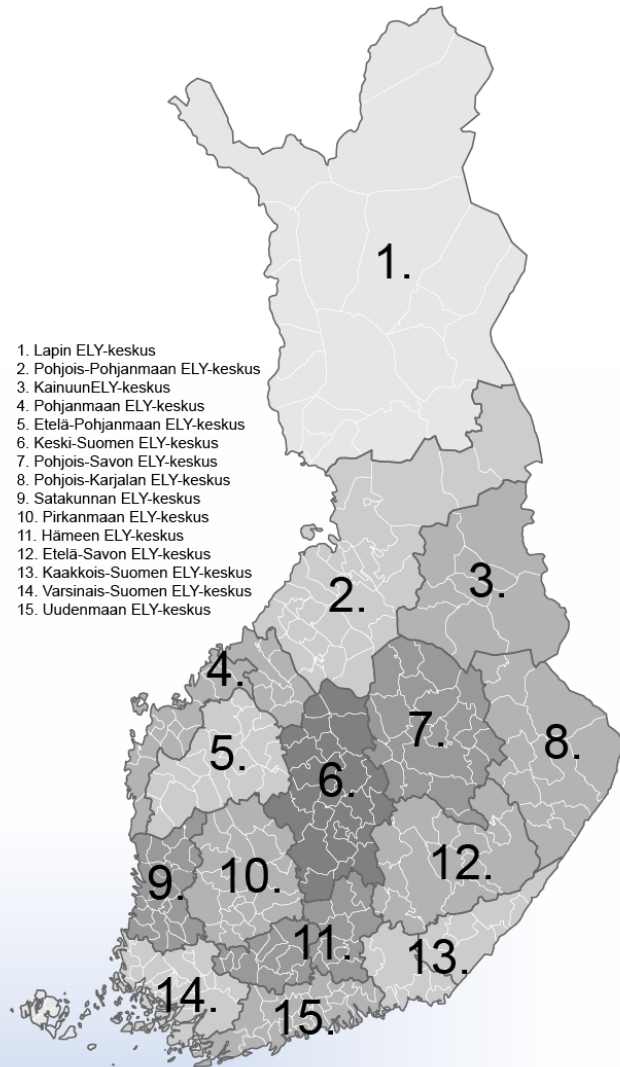 1.
1. Lapin ELY-keskus
2. Pohjois-Pohjanmaan ELY-keskus
3. KainuunELY-keskus
4. Pohjanmaan ELY-keskus
5. Etelä-Pohjanmaan ELY-keskus
6. Keski-Suomen ELY-keskus
7. Pohjois-Savon ELY-keskus
8. Pohjois-Karjalan ELY-keskus
9. Satakunnan ELY-keskus
10. Pirkanmaan ELY-keskus
11. Hämeen ELY-keskus
12. Etelä-Savon ELY-keskus
13. Kaakkois-Suomen ELY-keskus
14. Varsinais-Suomen ELY-keskus
15. Uudenmaan ELY-keskus
2.
3.
4.
5.
6.
7.
8.
9.
10.
11.
12.
13.
14.
15.